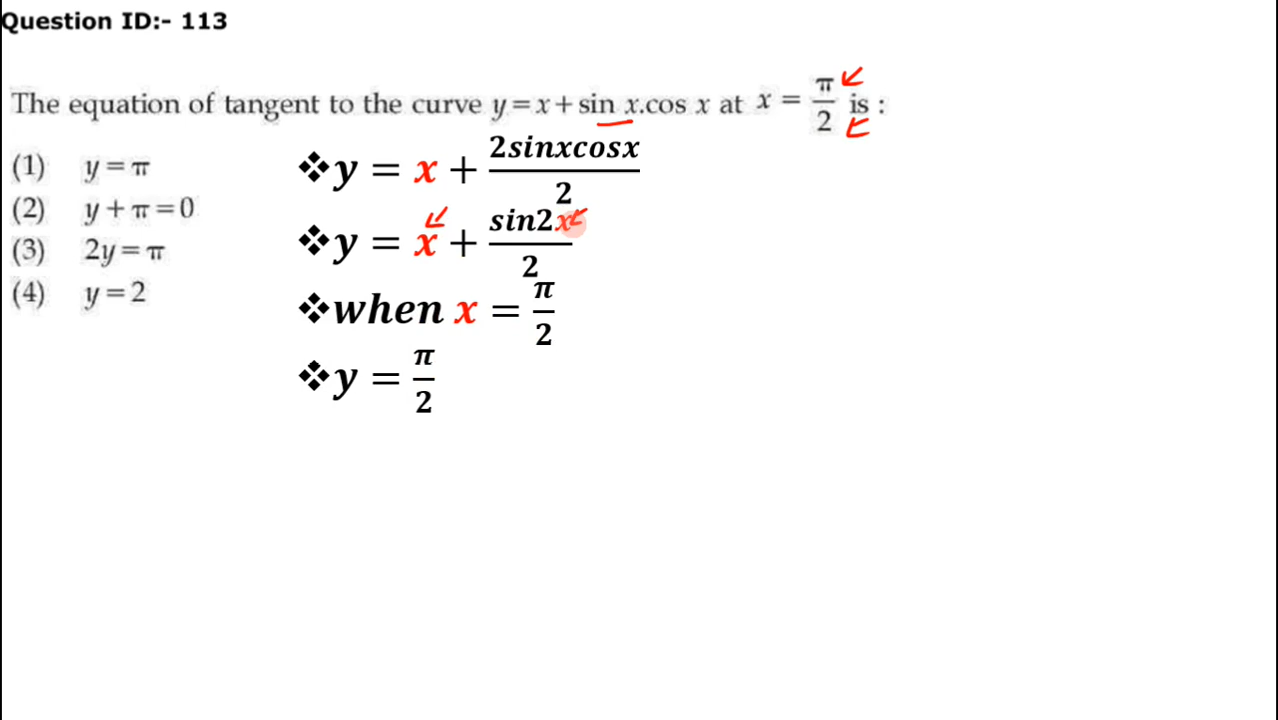 Question ID:- 113
The equation of tangent to the curve y=x+sin x.cos x at x = π/2 is :
(1) y=π
(2) y+π=0
(3) 2y=π
(4) y=2
❖y = x + 2sinxcosx/2
❖y = x + sin2x/2
❖when x = π/2
❖y = π/2